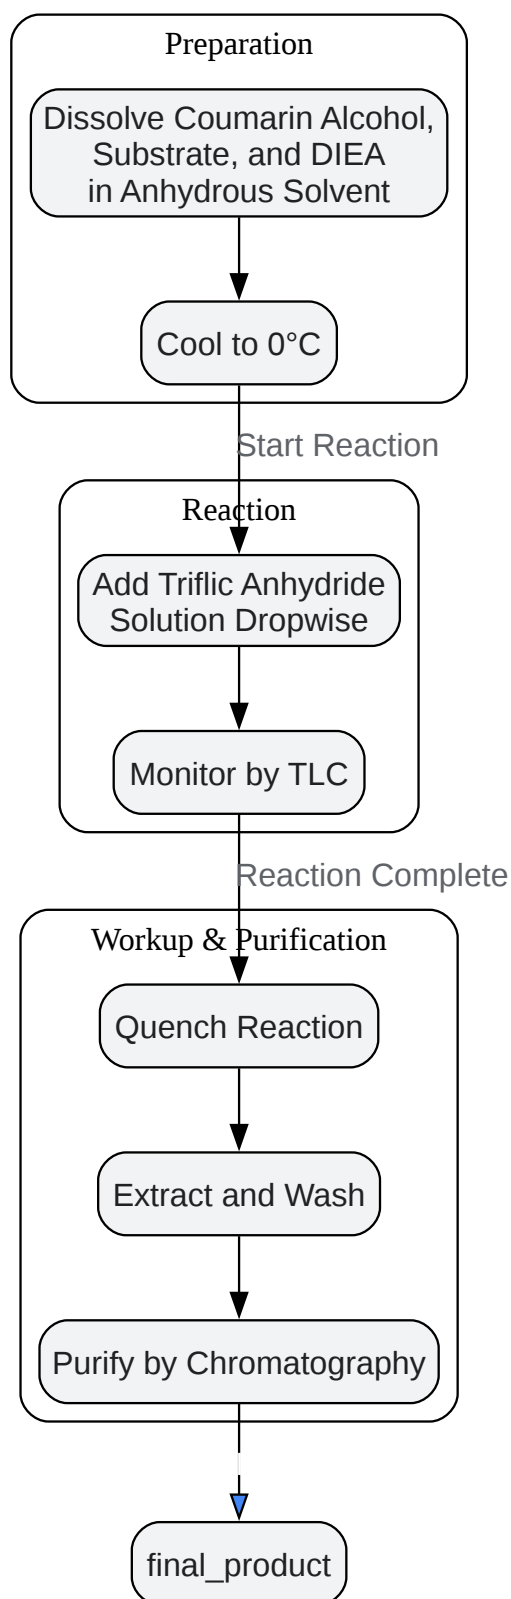 Preparation
Dissolve Coumarin Alcohol,
Substrate, and DIEA
in Anhydrous Solvent
Cool to 0°C
Start Reaction
Reaction
Add Triflic Anhydride
Solution Dropwise
Monitor by TLC
Reaction Complete
Workup & Purification
Quench Reaction
Extract and Wash
Purify by Chromatography
final_product